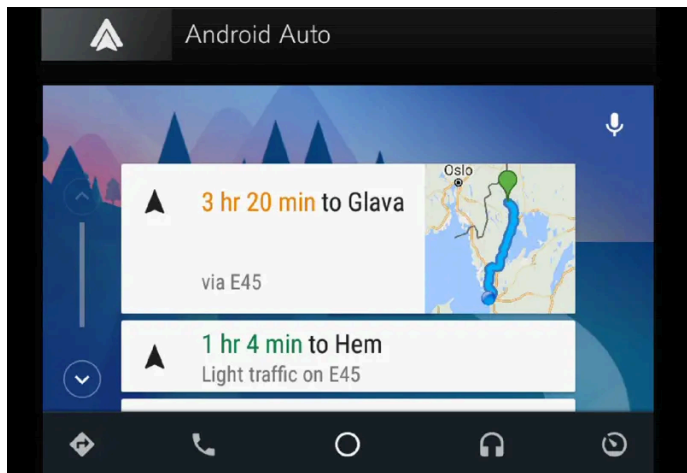 Android Auto
3 hr 20 min to Glava
via E45
Oslo
1 hr 4 min to Hem
Light traffic on E45